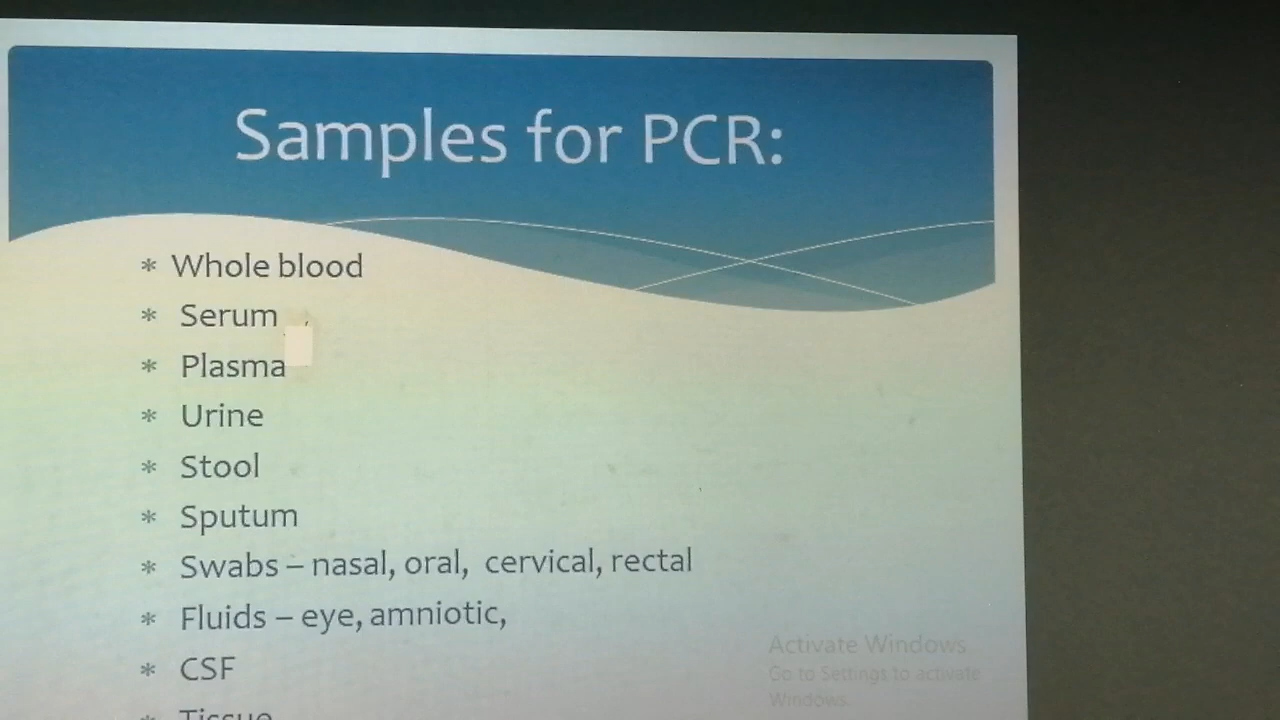 Samples for PCR:
* Whole blood
* Serum
* Plasma
* Urine
* Stool
* Sputum
* Swabs – nasal, oral, cervical, rectal
* Fluids – eye, amniotic,
* CSF
* Tissue
Activate Windows
Go to Settings to activate
Windows.